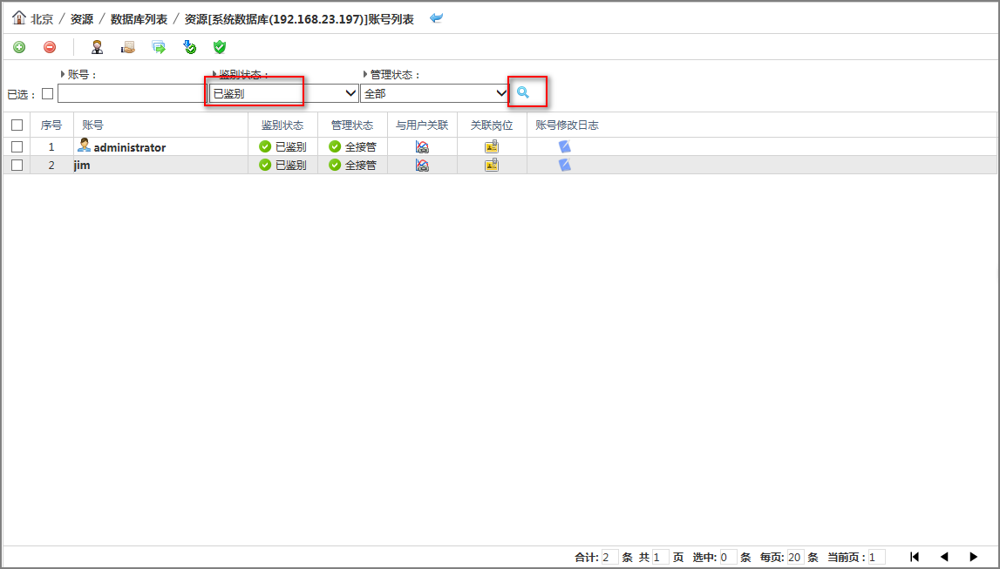 北京 / 资源 / 数据库列表 / 资源[系统数据库(192.168.23.197)]账号列表
账号： 鉴别状态： 管理状态：
已选： 已鉴别 全部
序号 账号 鉴别状态 管理状态 与用户关联 关联岗位 账号修改日志
1 administrator 已鉴别 全接管
2 jim 已鉴别 全接管
合计: 2 条 共 1 页 选中: 0 条 每页: 20 条 当前页： 1